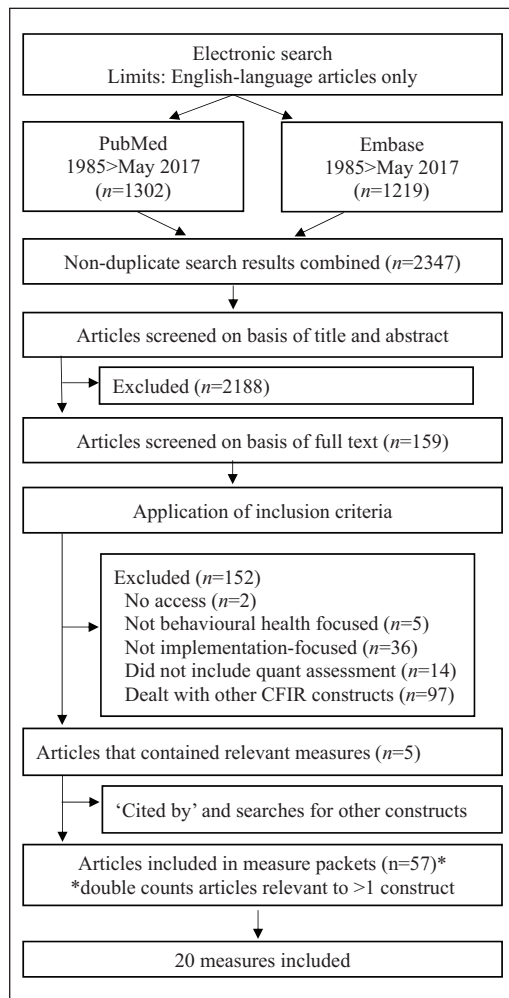 Electronic search
Limits: English-language articles only
PubMed
1985>May 2017
(n=1302)
Embase
1985>May 2017
(n=1219)
Non-duplicate search results combined (n=2347)
Articles screened on basis of title and abstract
Excluded (n=2188)
Articles screened on basis of full text (n=159)
Application of inclusion criteria
Excluded (n=152)
No access (n=2)
Not behavioural health focused (n=5)
Not implementation-focused (n=36)
Did not include quant assessment (n=14)
Dealt with other CFIR constructs (n=97)
Articles that contained relevant measures (n=5)
‘Cited by’ and searches for other constructs
Articles included in measure packets (n=57)*
*double counts articles relevant to >1 construct
20 measures included